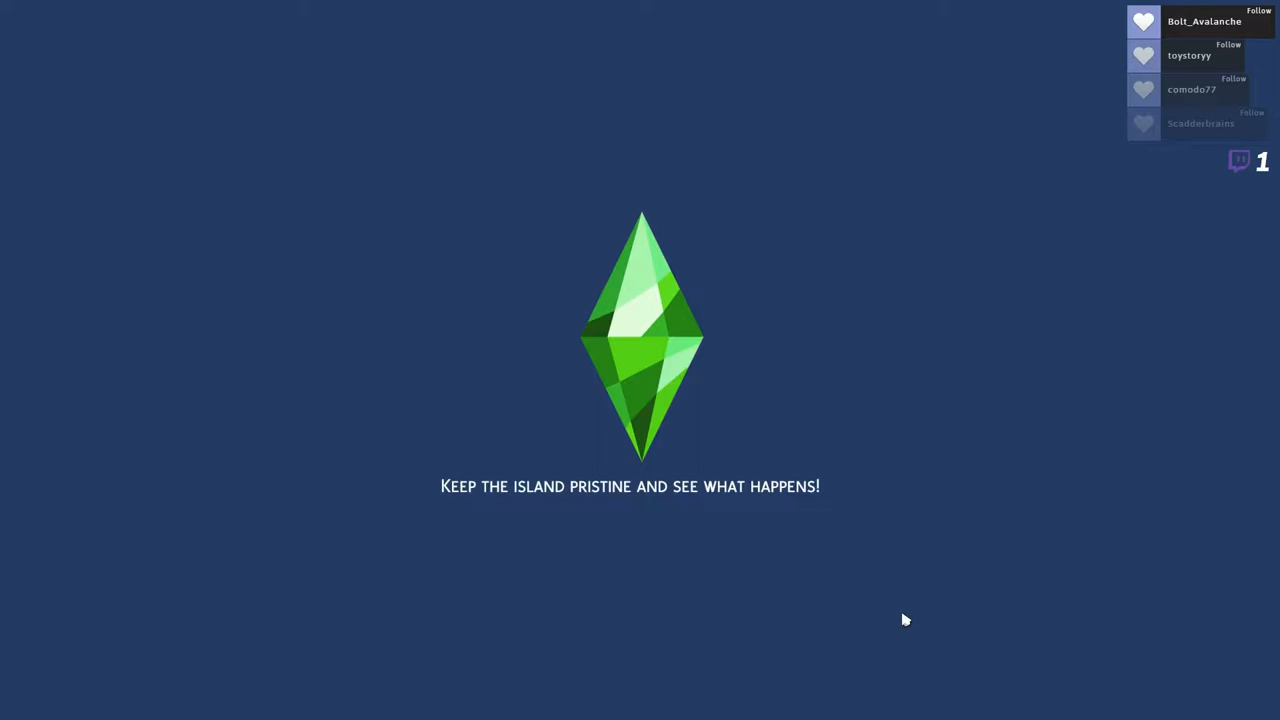 Follow
Bolt_Avalanche
Follow
toystoryy
Follow
comodo77
Follow
Scadderbrains
1
KEEP THE ISLAND PRISTINE AND SEE WHAT HAPPENS!